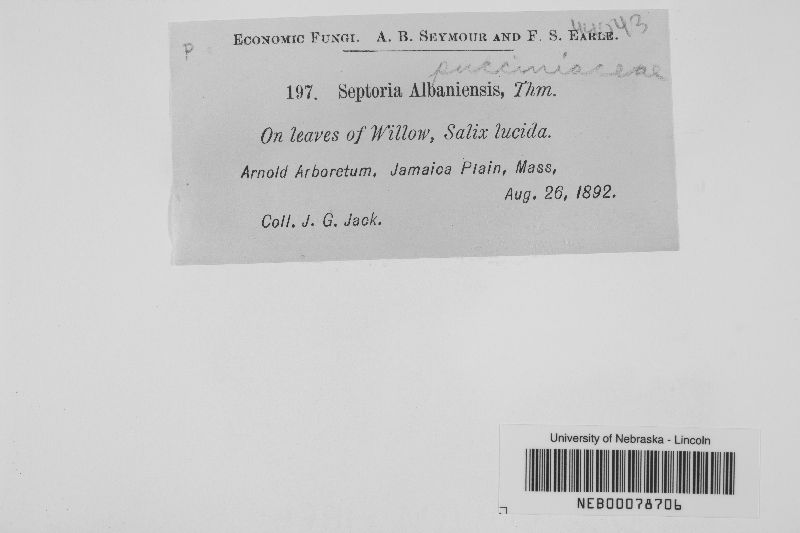 P
ECONOMIC FUNGI. A. B. SEYMOUR AND F. S. EARLE.
pucciniaceae
197. Septoria Albaniensis, Thm.
On leaves of Willow, Salix lucida.
Arnold Arboretum, Jamaica Plain, Mass,
Aug. 26, 1892.
Coll. J. G. Jack.
University of Nebraska - Lincoln
NEB00078706